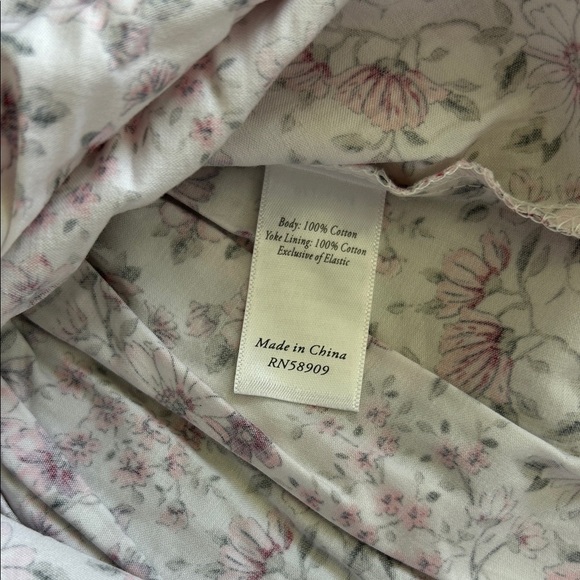 Body: 100% Cotton
Yoke Lining: 100% Cotton
Exclusive of Elastic
Made in China
RN58909